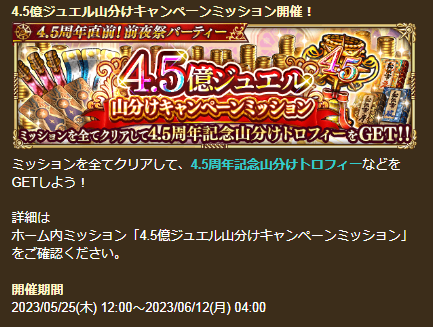 4.5億ジュエル山分けキャンペーンミッション開催！
4.5周年直前!前夜祭パーティー
4.5億ジュエル
山分けキャンペーンミッション
4.5
ミッションを全てクリアして4.5周年記念山分けトロフィーをGET!!
ミッションを全てクリアして、4.5周年記念山分けトロフィーなどを
GETしよう！
詳細は
ホーム内ミッション「4.5億ジュエル山分けキャンペーンミッション」
をご確認ください。
開催期間
2023/05/25(木) 12:00～2023/06/12(月) 04:00